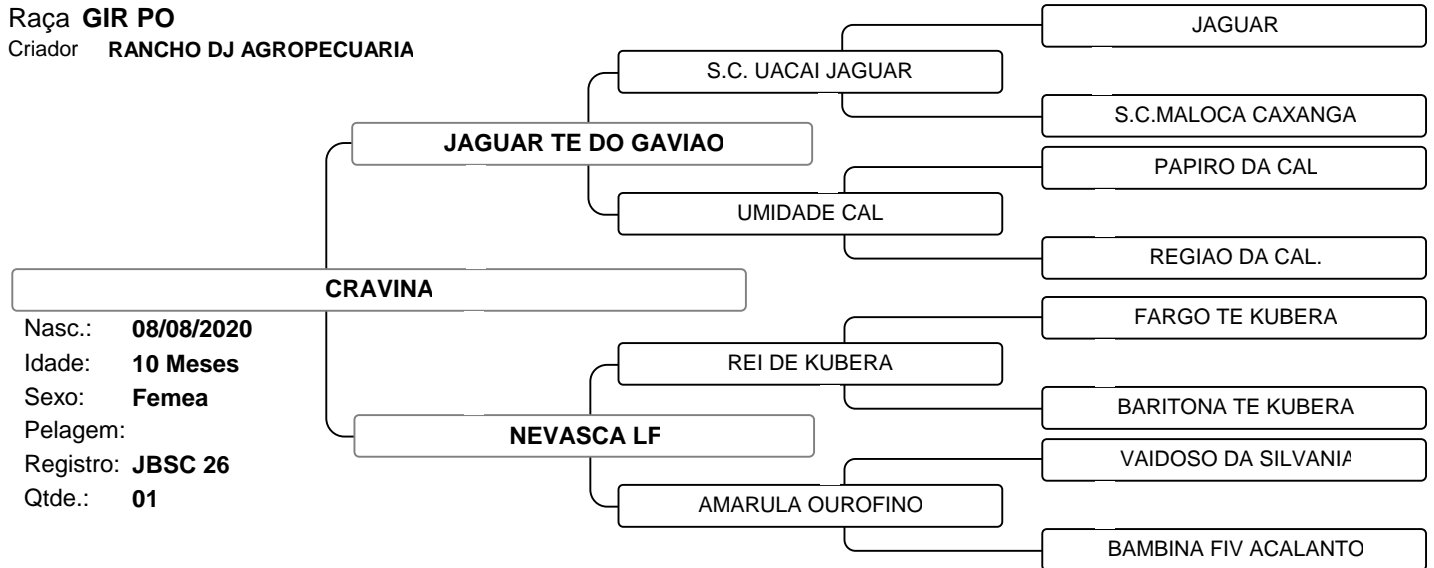 Raça GIR PO
Criador RANCHO DJ AGROPECUARIA
JAGUAR
S.C. UACAI JAGUAR
S.C.MALOCA CAXANGA
JAGUAR TE DO GAVIAO
PAPIRO DA CAL
UMIDADE CAL
REGIAO DA CAL.
CRAVINA
Nasc.: 08/08/2020
Idade: 10 Meses
Sexo: Femea
Pelagem:
Registro: JBSC 26
Qtde.: 01
FARGO TE KUBERA
REI DE KUBERA
BARITONA TE KUBERA
NEVASCA LF
VAIDOSO DA SILVANIA
AMARULA OUROFINO
BAMBINA FIV ACALANTO